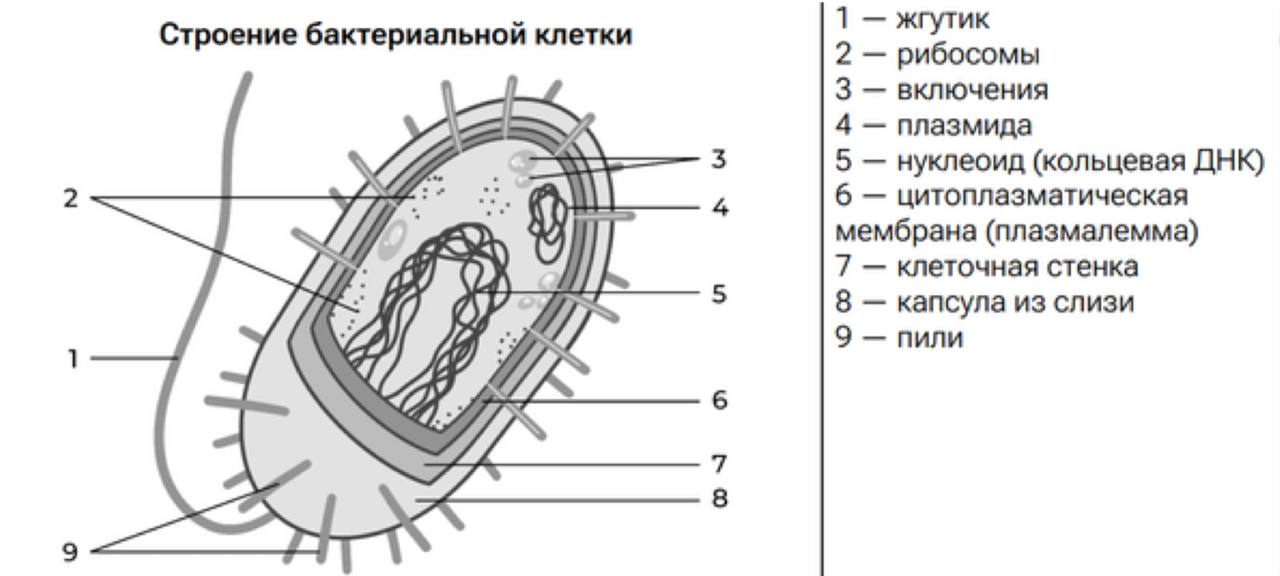 Строение бактериальной клетки
2
1
9
3
4
5
6
7
8
1 — жгутик
2 — рибосомы
3 — включения
4 — плазмида
5 — нуклеоид (кольцевая ДНК)
6 — цитоплазматическая
мембрана (плазмалемма)
7 — клеточная стенка
8 — капсула из слизи
9 — пили